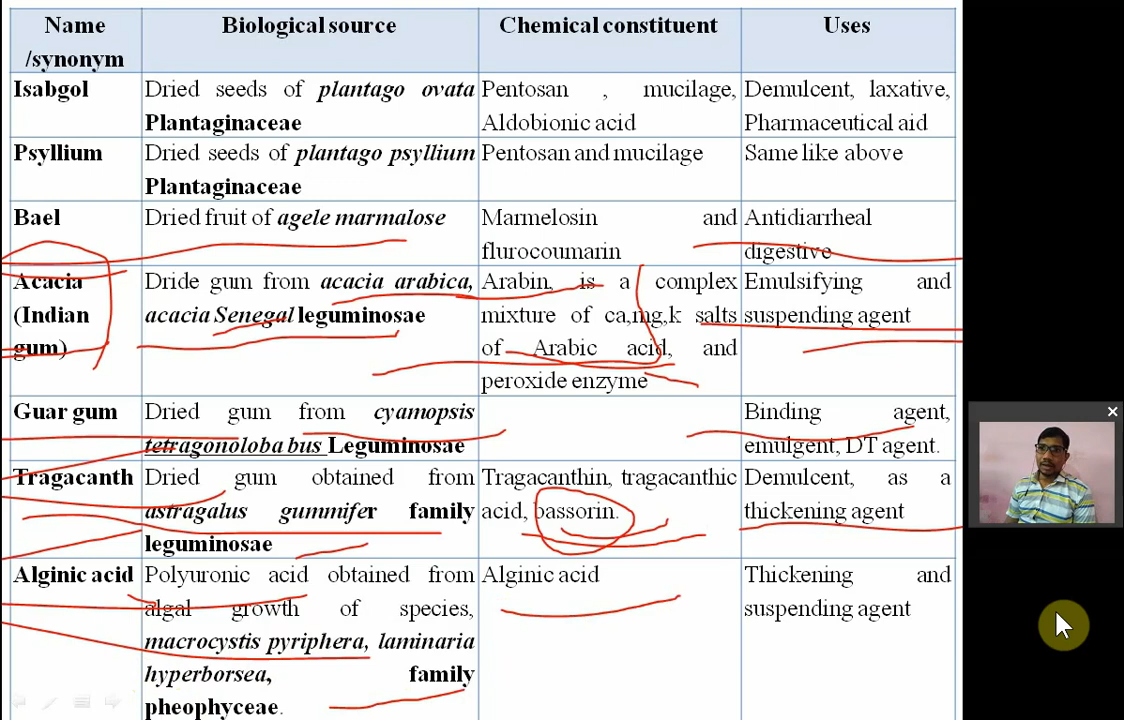 Name
/synonym
Biological source
Chemical constituent
Uses
Isabgol
Dried seeds of plantago ovata
Plantaginaceae
Pentosan , mucilage,
Aldobionic acid
Demulcent, laxative,
Pharmaceutical aid
Psyllium
Dried seeds of plantago psyllium
Plantaginaceae
Pentosan and mucilage
Same like above
Bael
Dried fruit of agele marmalose
Marmelosin and
flurocoumarin
Antidiarrheal
digestive
Acacia
(Indian
gum)
Dride gum from acacia arabica,
acacia Senegal leguminosae
Arabin, is a complex
mixture of ca,mg,k salts
of Arabic acid, and
peroxide enzyme
Emulsifying and
suspending agent
Guar gum
Dried gum from cyamopsis
tetragonoloba bus Leguminosae
Binding agent,
emulgent, DT agent.
Tragacanth
Dried gum obtained from
astragalus gummifer family
leguminosae
Tragacanthin, tragacanthic
acid, bassorin.
Demulcent, as a
thickening agent
Alginic acid
Polyuronic acid obtained from
algal growth of species,
macrocystis pyriphera, laminaria
hyperborsea, family
pheophyceae.
Alginic acid
Thickening and
suspending agent